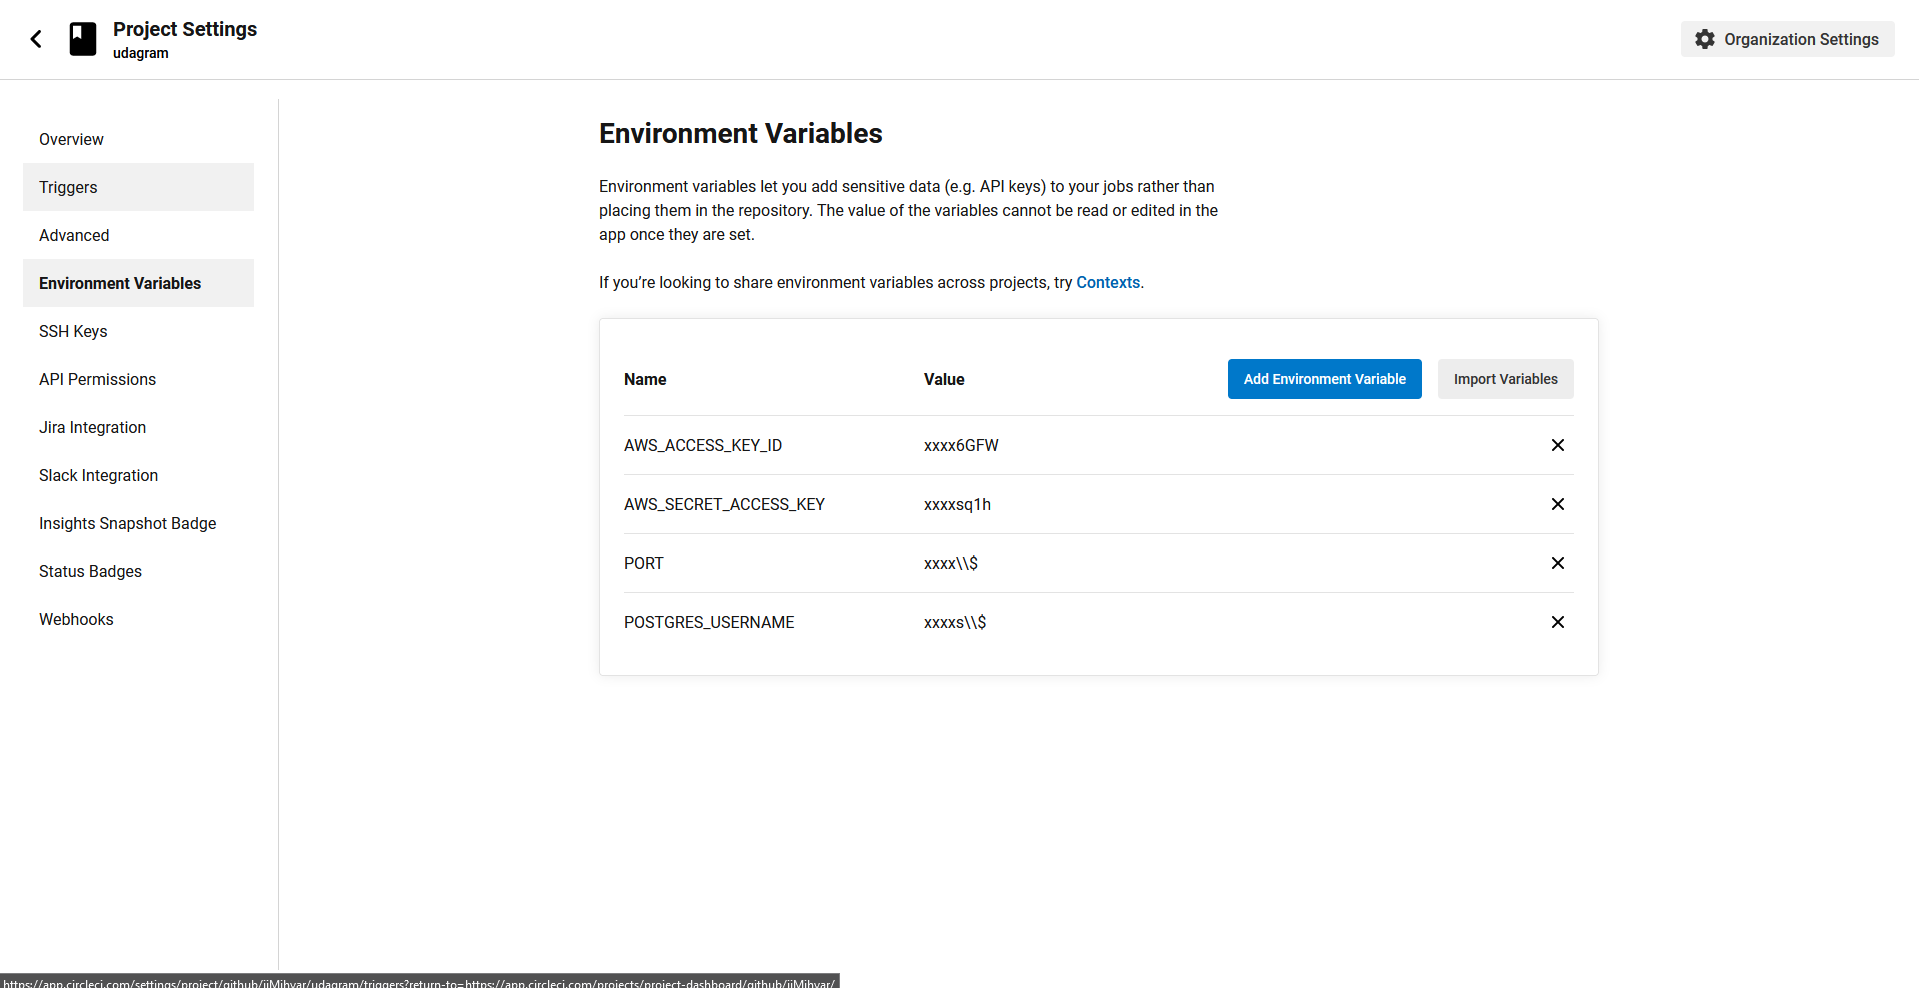 Project Settings
udagram
Organization Settings
Overview
Triggers
Advanced
Environment Variables
SSH Keys
API Permissions
Jira Integration
Slack Integration
Insights Snapshot Badge
Status Badges
Webhooks
Environment Variables
Environment variables let you add sensitive data (e.g. API keys) to your jobs rather than
placing them in the repository. The value of the variables cannot be read or edited in the
app once they are set.
If you’re looking to share environment variables across projects, try Contexts.
Name Value Add Environment Variable Import Variables
AWS_ACCESS_KEY_ID xxxx6GFW
AWS_SECRET_ACCESS_KEY xxxxsq1h
PORT xxxx\\$
POSTGRES_USERNAME xxxxs\\$
https://app.circleci.com/settings/project/github/iiMihyar/udagram/triggers?return-to=https://app.circleci.com/projects/project-dashboard/github/iiMihyar/